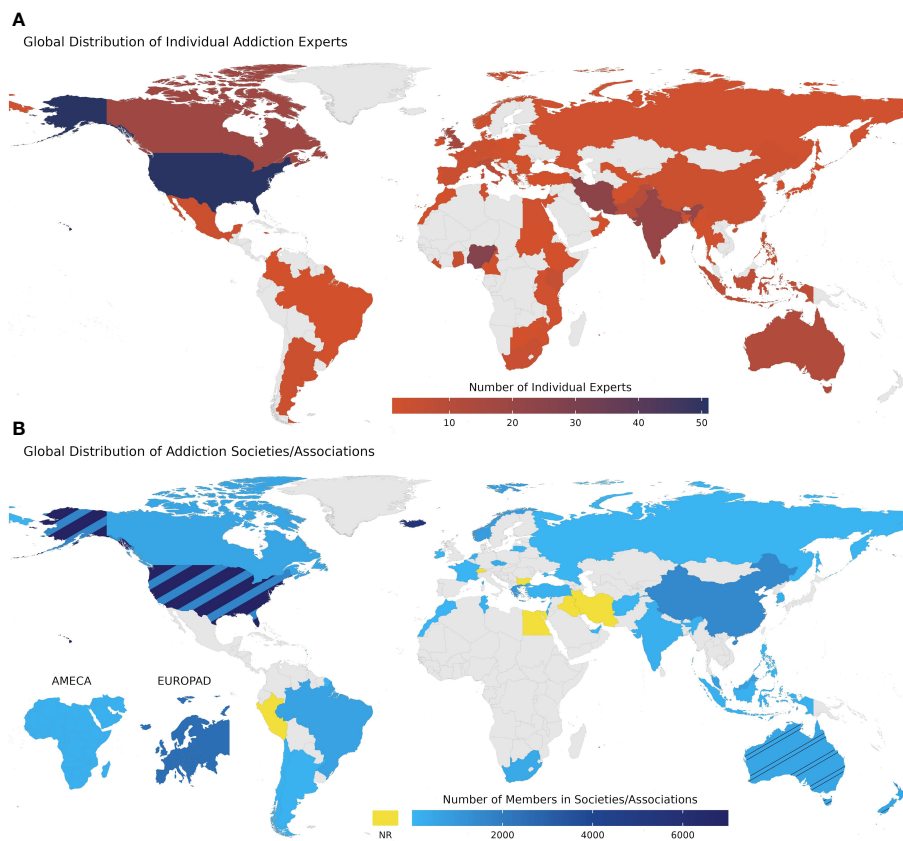 A
Global Distribution of Individual Addiction Experts
Number of Individual Experts
10 20 30 40 50
B
Global Distribution of Addiction Societies/Associations
AMECA EUROPAD
Number of Members in Societies/Associations
NR 2000 4000 6000